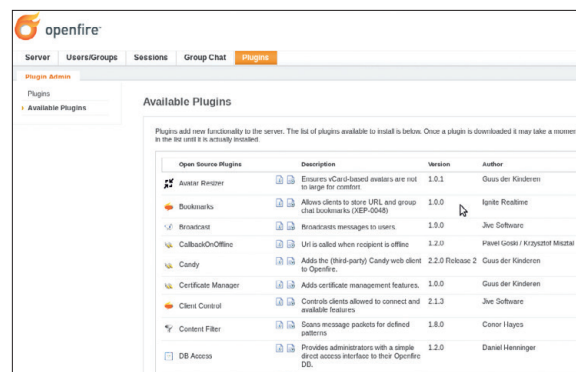 openfire™
Server Users/Groups Sessions Group Chat Plugins
Plugin Admin
Plugins
Available Plugins
Available Plugins
Plugins add new functionality to the server. The list of plugins available to install is below. Once a plugin is downloaded it may take a momen
in the list until it is actually installed.
Open Source Plugins Description Version Author
Avatar Resizer Ensures vCard-based avatars are not to large for comfort 1.0.1 Guus der Kinderen
Bookmarks Allows clients to store URL and group chat bookmarks (XEP-0048) 1.0.0 Ignite Realtime
Broadcast Broadcasts messages to users. 1.9.0 Jive Software
CallbackOnOffline Url is called when recipient is offline 1.2.0 Pavel Goski / Krzysztof Misztal
Candy Adds the (third-party) Candy web client to Openfire. 2.2.0 Release 2 Guus der Kinderen
Certificate Manager Adds certificate management features. 1.0.0 Guus der Kinderen
Client Control Controls clients allowed to connect and available features 2.1.3 Jive Software
Content Filter Scans message packets for defined patterns 1.8.0 Conor Hayes
DB Access Provides administrators with a simple direct access interface to their Openfire DB. 1.2.0 Daniel Henninger